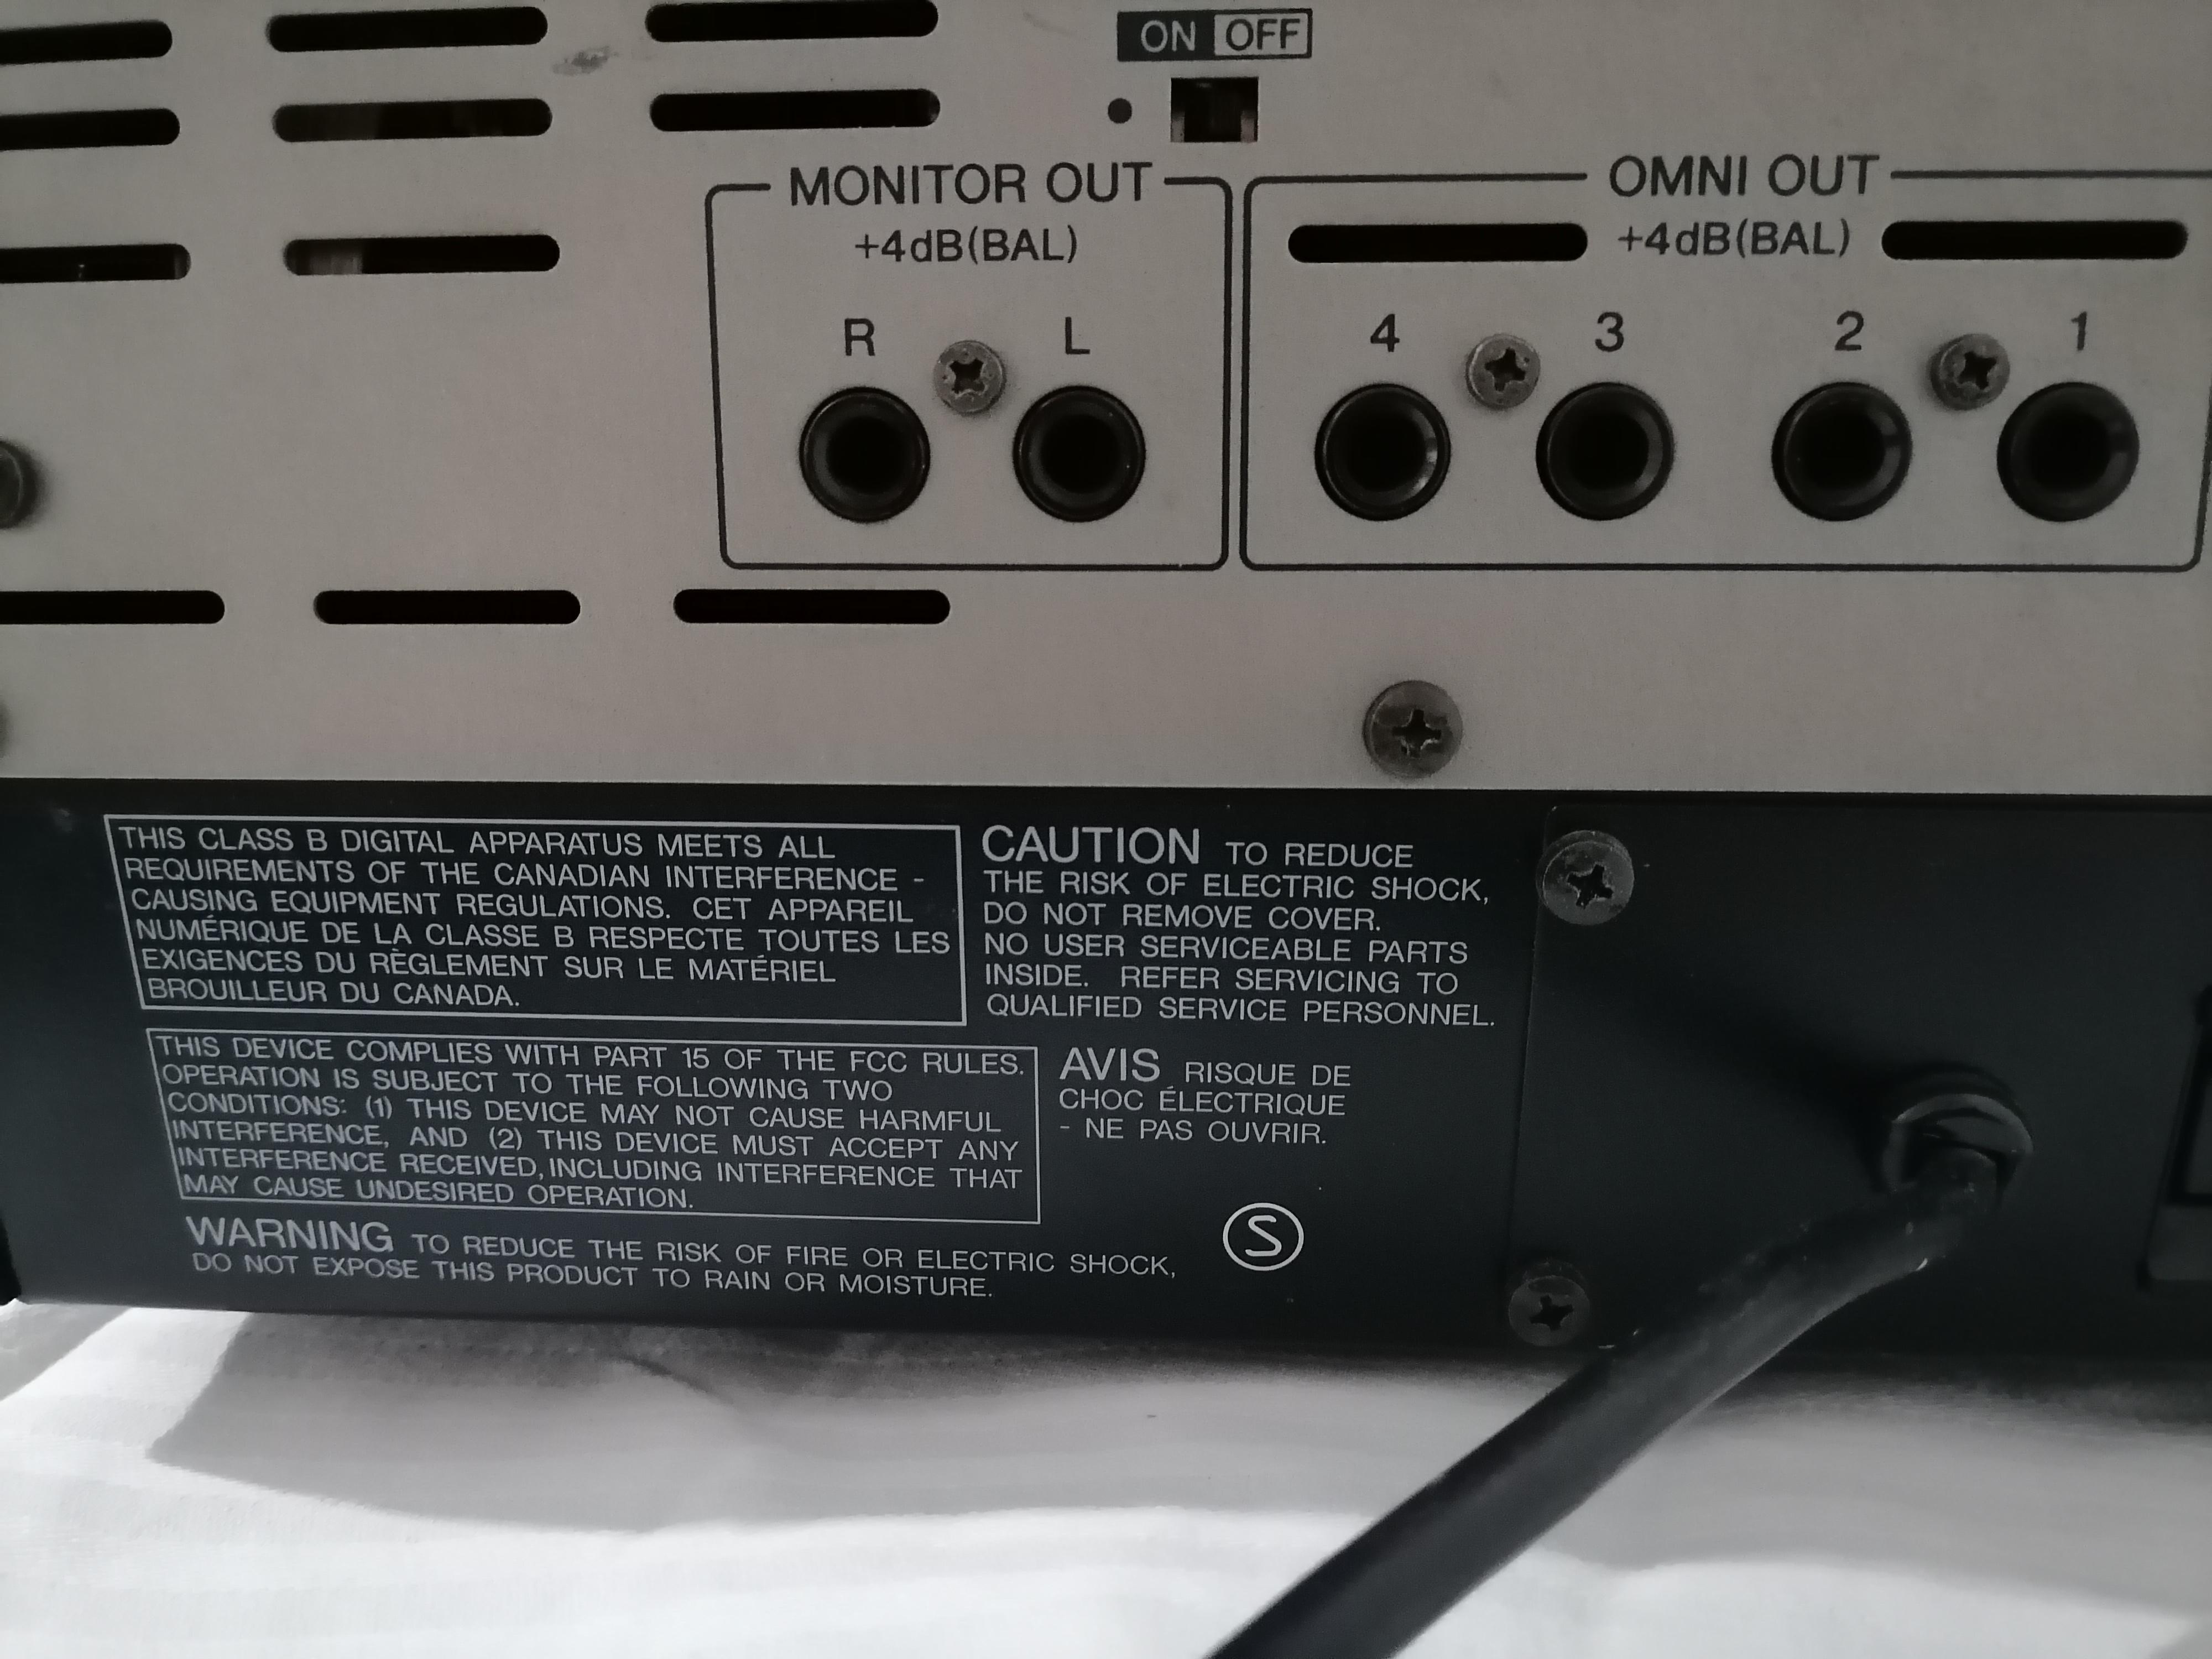 ON OFF
MONITOR OUT
+4dB(BAL)
R L
OMNI OUT
+4dB(BAL)
4 3 2 1
THIS CLASS B DIGITAL APPARATUS MEETS ALL
REQUIREMENTS OF THE CANADIAN INTERFERENCE -
CAUSING EQUIPMENT REGULATIONS. CET APPAREIL
NUMÉRIQUE DE LA CLASSE B RESPECTE TOUTES LES
EXIGENCES DU RÈGLEMENT SUR LE MATÉRIEL
BROUILLEUR DU CANADA.
CAUTION TO REDUCE
THE RISK OF ELECTRIC SHOCK,
DO NOT REMOVE COVER.
NO USER SERVICEABLE PARTS
INSIDE. REFER SERVICING TO
QUALIFIED SERVICE PERSONNEL.
THIS DEVICE COMPLIES WITH PART 15 OF THE FCC RULES.
OPERATION IS SUBJECT TO THE FOLLOWING TWO
CONDITIONS: (1) THIS DEVICE MAY NOT CAUSE HARMFUL
INTERFERENCE, AND (2) THIS DEVICE MUST ACCEPT ANY
INTERFERENCE RECEIVED, INCLUDING INTERFERENCE THAT
MAY CAUSE UNDESIRED OPERATION.
AVIS RISQUE DE
CHOC ÉLECTRIQUE
- NE PAS OUVRIR.
WARNING TO REDUCE THE RISK OF FIRE OR ELECTRIC SHOCK,
DO NOT EXPOSE THIS PRODUCT TO RAIN OR MOISTURE.
S